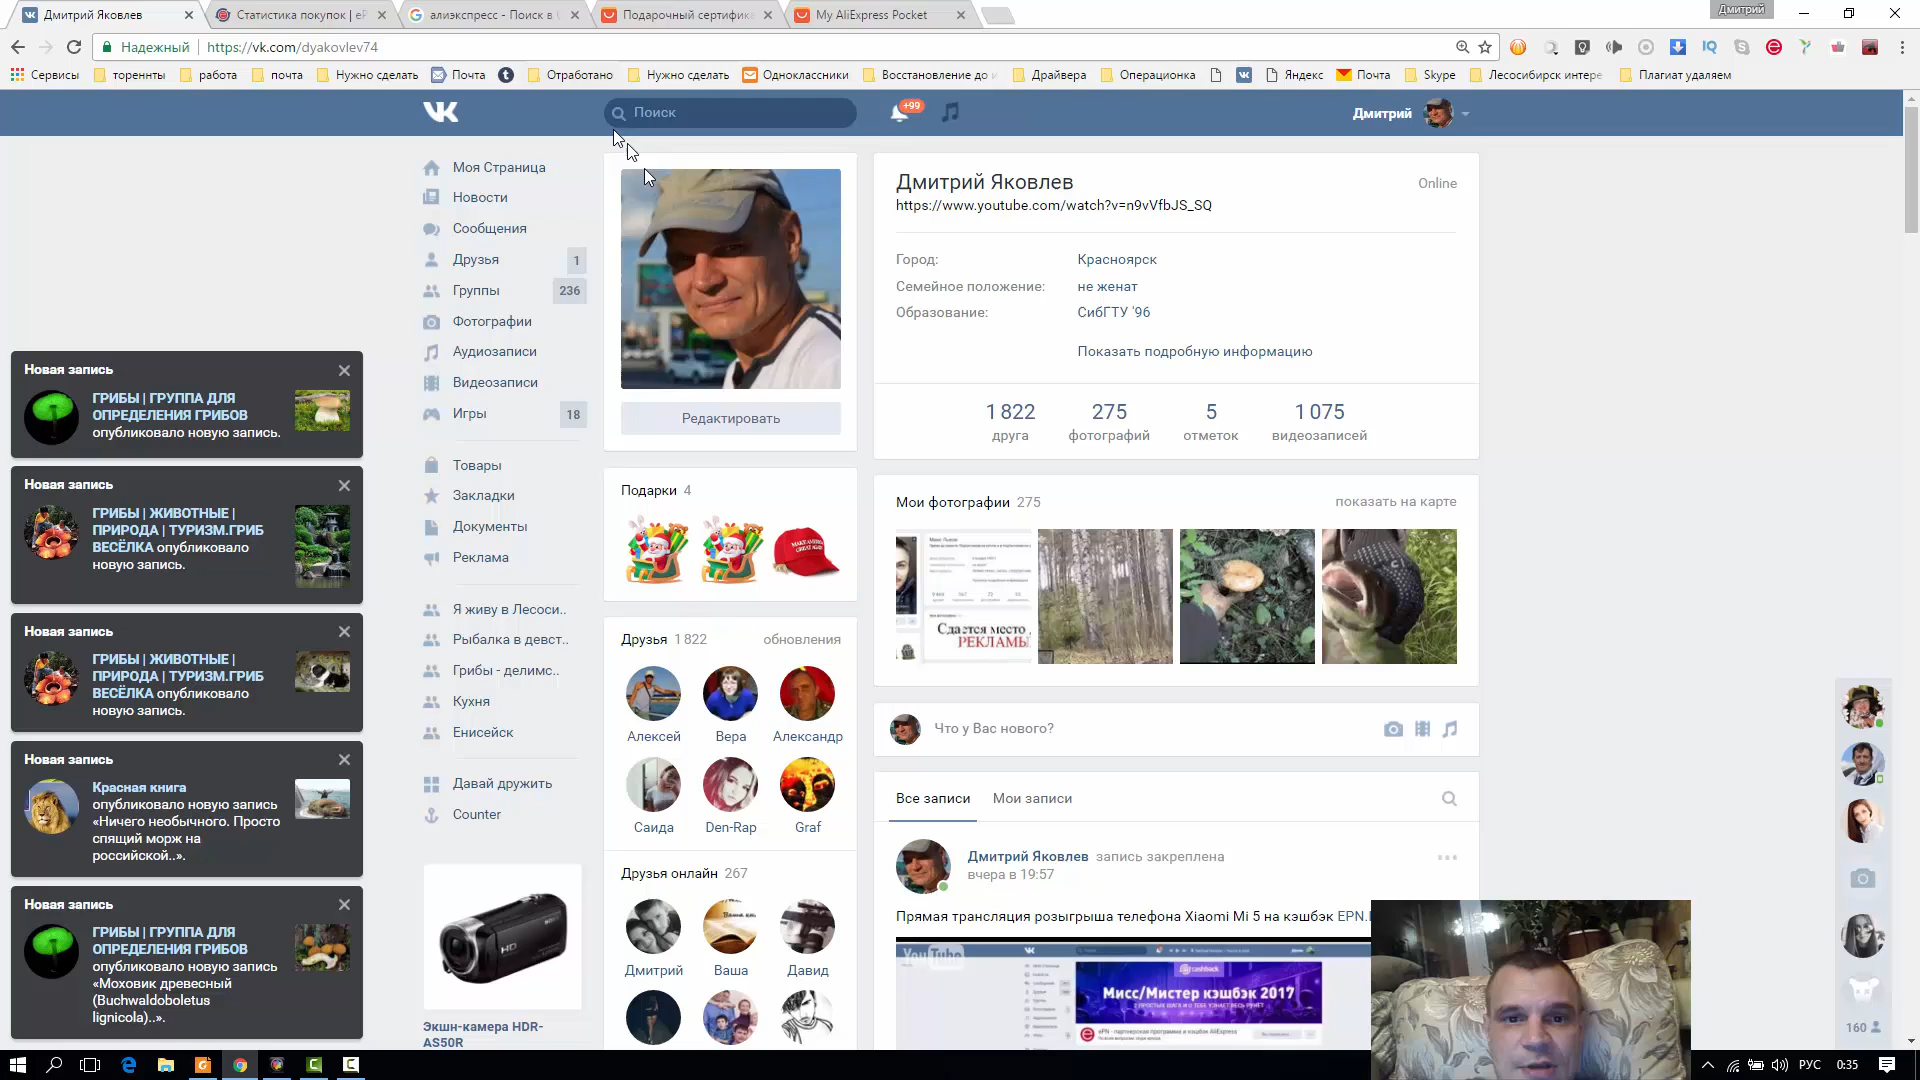 Дмитрий Яковлев
Статистика покупок | eP
алиэкспресс - Поиск в G
Подарочный сертифика
My AliExpress Pocket
Дмитрий
Надежный
https://vk.com/dyakovlev74
Сервисы
тореннты
работа
почта
Нужно сделать
Почта
Отработано
Нужно сделать
Одноклассники
Восстановление до и
Драйвера
Операционка
Яндекс
Почта
Skype
Лесосибирск интере
Плагиат удаляем
Поиск
+99
Дмитрий
Моя Страница
Новости
Сообщения
Друзья 1
Группы 236
Фотографии
Аудиозаписи
Видеозаписи
Игры 18
Товары
Закладки
Документы
Реклама
Я живу в Лесоси..
Рыбалка в девст..
Грибы - делимс..
Кухня
Енисейск
Давай дружить
Counter
Экшн-камера HDR-
AS50R
Новая запись
ГРИБЫ | ГРУППА ДЛЯ
ОПРЕДЕЛЕНИЯ ГРИБОВ
опубликовало новую запись.
Новая запись
ГРИБЫ | ЖИВОТНЫЕ |
ПРИРОДА | ТУРИЗМ.ГРИБ
ВЕСЁЛКА опубликовало
новую запись.
Новая запись
ГРИБЫ | ЖИВОТНЫЕ |
ПРИРОДА | ТУРИЗМ.ГРИБ
ВЕСЁЛКА опубликовало
новую запись.
Новая запись
Красная книга
опубликовало новую запись
«Ничего необычного. Просто
спящий морж на
российской..».
Новая запись
ГРИБЫ | ГРУППА ДЛЯ
ОПРЕДЕЛЕНИЯ ГРИБОВ
опубликовало новую запись
«Моховик древесный
(Buchwaldoboletus
lignicola)..».
Редактировать
Подарки 4
Друзья 1 822
обновления
Алексей
Вера
Александр
Саида
Den-Rap
Graf
Друзья онлайн 267
Дмитрий
Ваша
Давид
Дмитрий Яковлев
Online
https://www.youtube.com/watch?v=n9vVfbJS_SQ
Город: Красноярск
Семейное положение: не женат
Образование: СибГТУ '96
Показать подробную информацию
1 822
друга
275
фотографий
5
отметок
1 075
видеозаписей
Мои фотографии 275
показать на карте
Сдается место
РЕКЛАМЫ
Что у Вас нового?
Все записи
Мои записи
Дмитрий Яковлев запись закреплена
вчера в 19:57
Прямая трансляция розыгрыша телефона Xiaomi Mi 5 на кэшбэк EPN.
YouTube
cashback
Мисс/Мистер кэшбэк 2017
ePN - партнерская программа и кэшбэк AliExpress
160
РУС
0:35